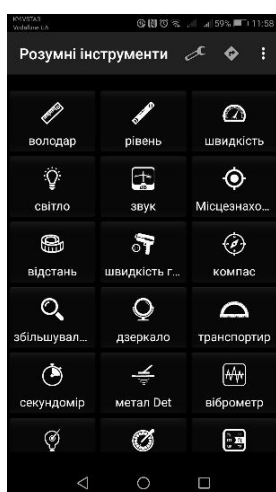 KYIVSTAR
Vodafone UA
59% 11:58
Розумні інструменти
володар рівень швидкість
світло звук Місцезнахо...
відстань швидкість г... компас
збільшувал... дзеркало транспортир
секундомір метал Det віброметр